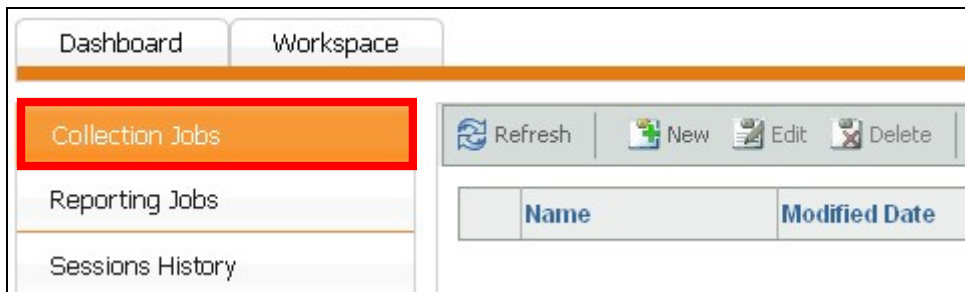 Dashboard Workspace
Collection Jobs
Reporting Jobs
Sessions History
Refresh New Edit Delete
Name Modified Date